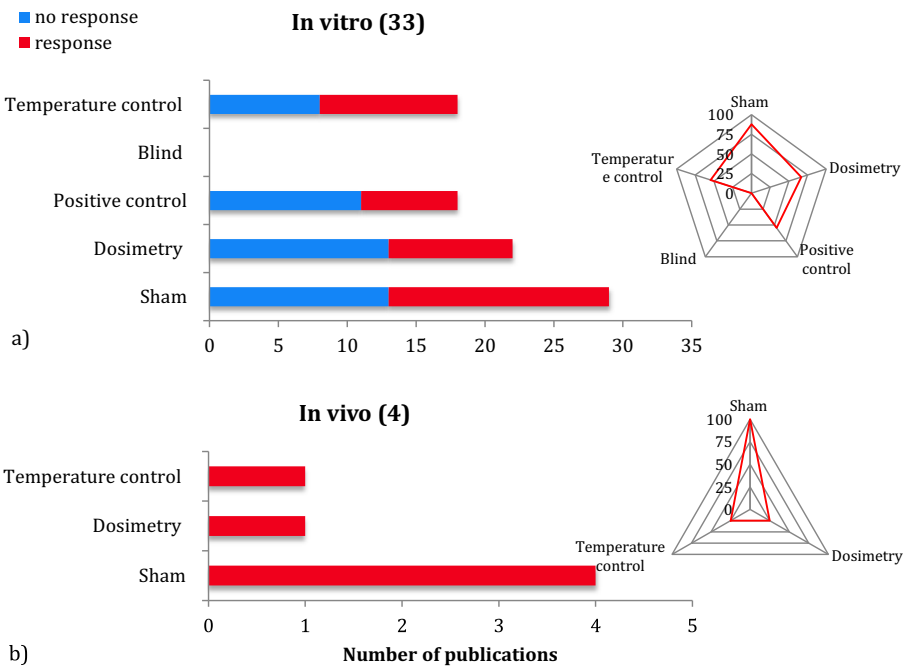 no response
response
In vitro (33)
Temperature control
Blind
Positive control
Dosimetry
Sham
0 5 10 15 20 25 30 35
a)
Sham
100
75
50
25
0
Temperatur
e control
Dosimetry
Blind
Positive
control
In vivo (4)
Temperature control
Dosimetry
Sham
0 1 2 3 4 5
Number of publications
b)
Sham
100
75
50
25
0
Temperature
control
Dosimetry